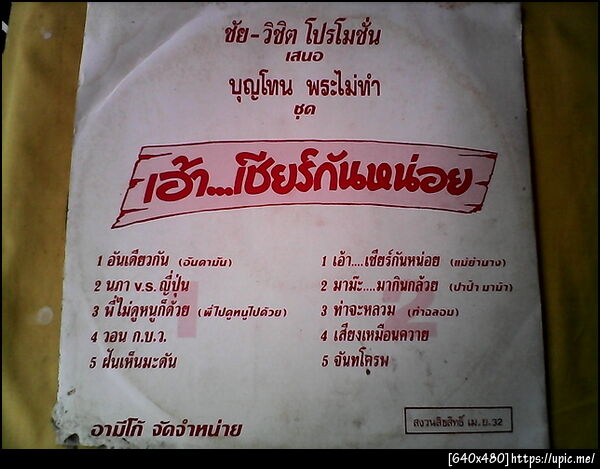 ชัย-วิชิต โปรโมชั่น
เสนอ
บุญโทน พระไม่ทำ
ชุด
เฮ้า...เชียร์กันหน่อย
1 อันเดียวกัน (อันดามัน)
2 นภา v.s. ญี่ปุ่น
3 พี่ไม่ดูหนูก็ด้วย (พี่ไปดูหนูไปด้วย)
4 วอน ก.บ.ว.
5 ฝันเห็นมะดัน
1
1 เฮ้า....เชียร์กันหน่อย (แม่ย่านาง)
2 มาม๊ะ....มากินกล้วย (ปาป๋า มาม้า)
3 ท่าจะหลวม (ท่าฉลอม)
4 เสียงเหมือนควาย
5 จันทโครพ
2
อามีโก้ จัดจำหน่าย
สงวนลิขสิทธิ์ เม.ย.32
[640x480]https://upic.me/